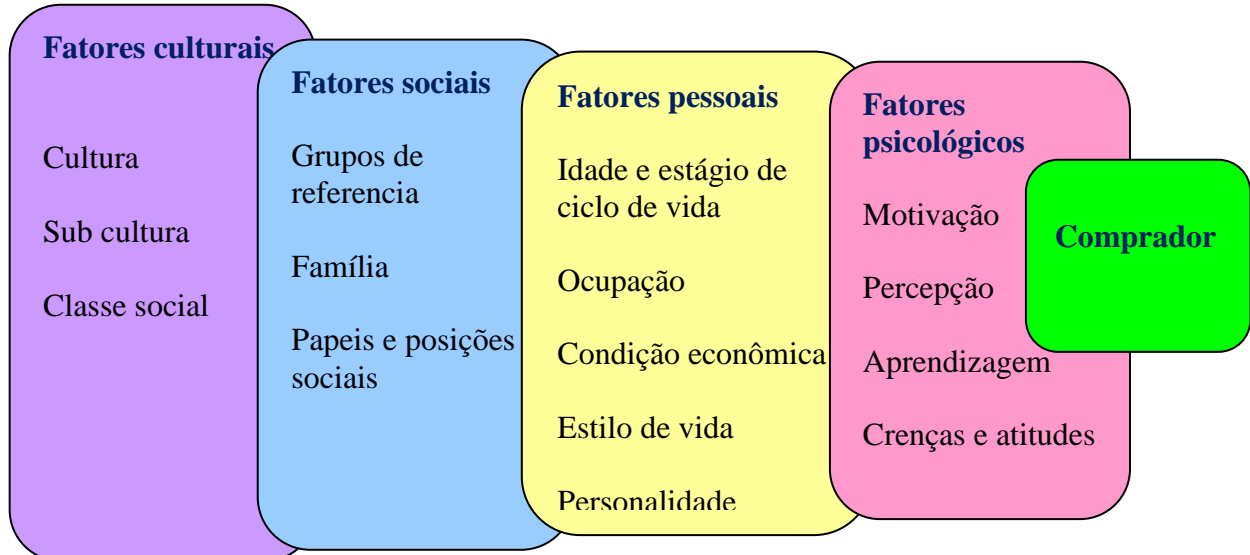 Fatores culturais
Cultura
Sub cultura
Classe social
Fatores sociais
Grupos de
referencia
Família
Papeis e posições
sociais
Fatores pessoais
Idade e estágio de
ciclo de vida
Ocupação
Condição econômica
Estilo de vida
Personalidade
Fatores
psicológicos
Motivação
Percepção
Aprendizagem
Crenças e atitudes
Comprador